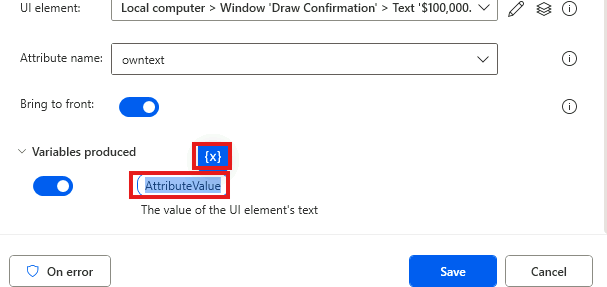 UI element: Local computer > Window 'Draw Confirmation' > Text '$100,000.
Attribute name: owntext
Bring to front:
Variables produced
{x}
AttributeValue
The value of the UI element's text
On error Save Cancel